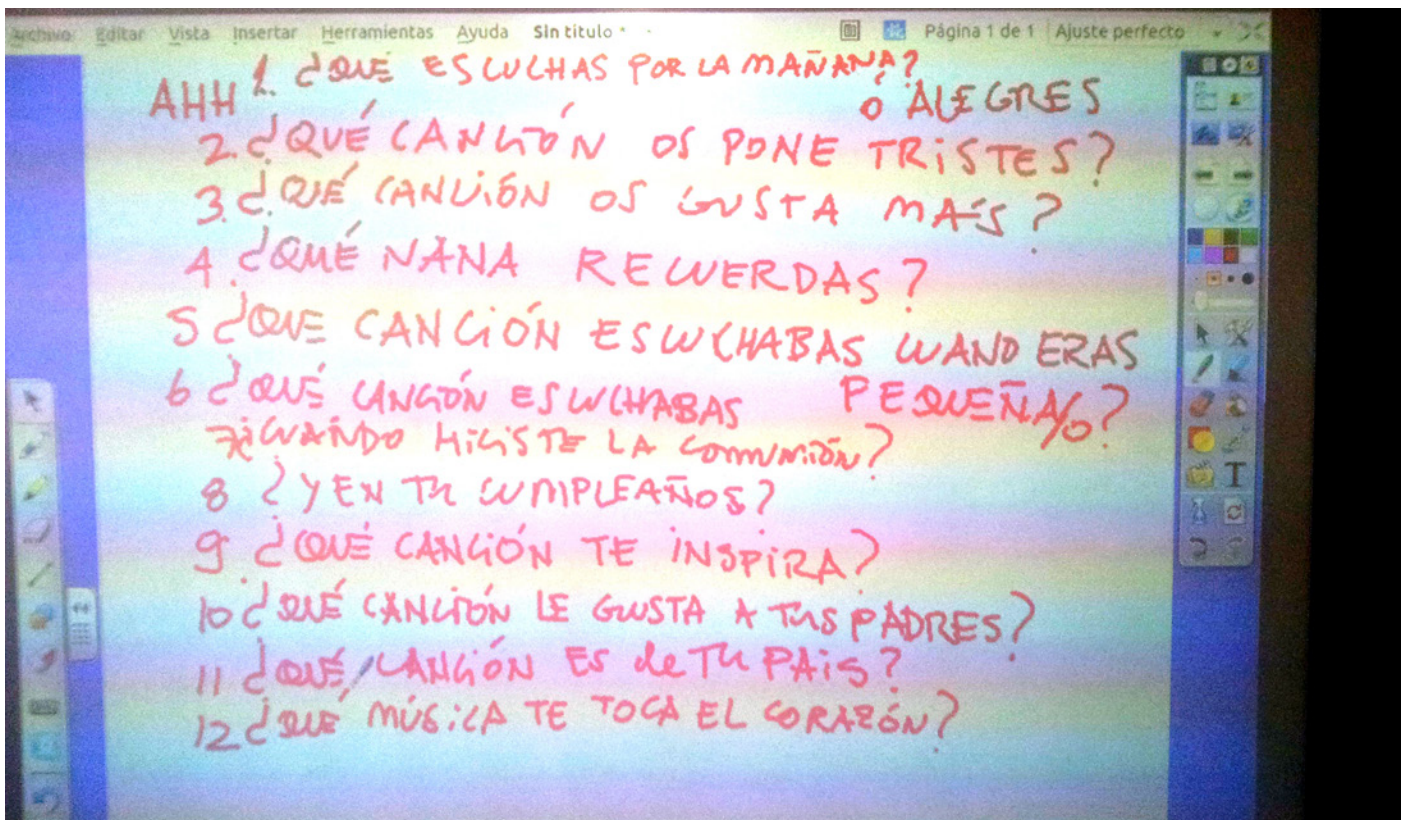 Archivo Editar Vista Insertar Herramientas Ayuda Sin título * Página 1 de 1 Ajuste perfecto
1. ¿QUÉ ESCUCHAS POR LA MAÑANA?
AHH Ó ALEGRES
2. ¿QUÉ CANCIÓN OS PONE TRISTES?
3. ¿QUÉ CANCIÓN OS GUSTA MAÍS?
4 ¿QUÉ NANA RECUERDAS?
5 ¿QUE CANCIÓN ESCUCHABAS CUAND ERAS
6 ¿QUÉ CANCIÓN ESCUCHABAS PEQUEÑA/O?
7 ¿CUANDO HICISTE LA COMUNIÓN?
8 ¿Y EN TU CUMPLEAÑOS?
9 ¿QUÉ CANCIÓN TE INSPIRA?
10 ¿QUÉ CANCIÓN LE GUSTA A TUS PADRES?
11 ¿QUÉ CANCIÓN ES de TU PAIS?
12 ¿QUÉ MÚSICA TE TOCA EL CORAZÓN?
T